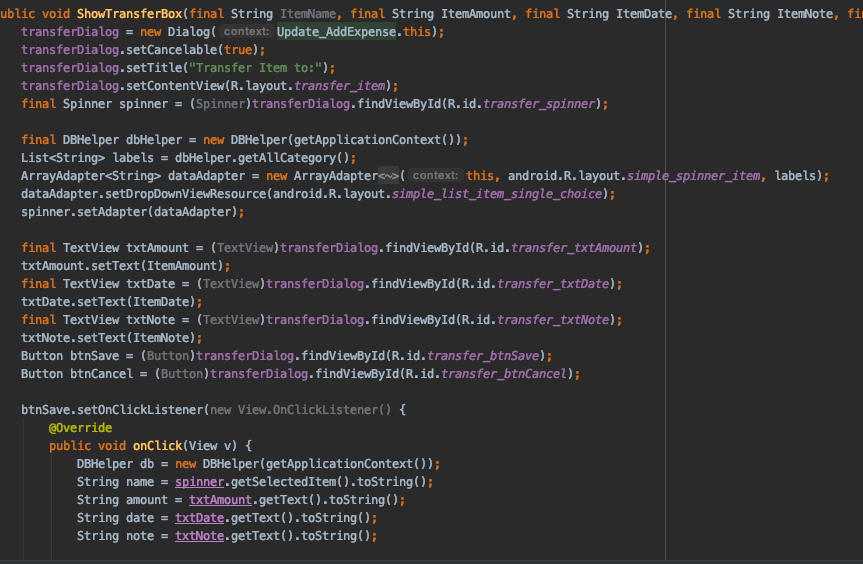 ublic void ShowTransferBox(final String ItemName, final String ItemAmount, final String ItemDate, final String ItemNote, fin
transferDialog = new Dialog( context: Update_AddExpense.this);
transferDialog.setCancelable(true);
transferDialog.setTitle("Transfer Item to:");
transferDialog.setContentView(R.layout.transfer_item);
final Spinner spinner = (Spinner)transferDialog.findViewById(R.id.transfer_spinner);

final DBHelper dbHelper = new DBHelper(getApplicationContext());
List<String> labels = dbHelper.getAllCategory();
ArrayAdapter<String> dataAdapter = new ArrayAdapter<~>( context: this, android.R.layout.simple_spinner_item, labels);
dataAdapter.setDropDownViewResource(android.R.layout.simple_list_item_single_choice);
spinner.setAdapter(dataAdapter);

final TextView txtAmount = (TextView)transferDialog.findViewById(R.id.transfer_txtAmount);
txtAmount.setText(ItemAmount);
final TextView txtDate = (TextView)transferDialog.findViewById(R.id.transfer_txtDate);
txtDate.setText(ItemDate);
final TextView txtNote = (TextView)transferDialog.findViewById(R.id.transfer_txtNote);
txtNote.setText(ItemNote);
Button btnSave = (Button)transferDialog.findViewById(R.id.transfer_btnSave);
Button btnCancel = (Button)transferDialog.findViewById(R.id.transfer_btnCancel);

btnSave.setOnClickListener(new View.OnClickListener() {
@Override
public void onClick(View v) {
DBHelper db = new DBHelper(getApplicationContext());
String name = spinner.getSelectedItem().toString();
String amount = txtAmount.getText().toString();
String date = txtDate.getText().toString();
String note = txtNote.getText().toString();